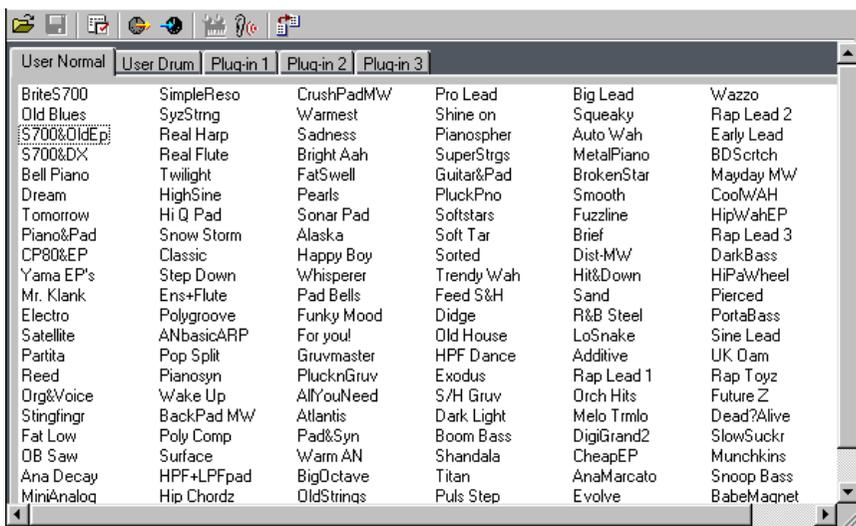 User Normal User Drum Plug-in 1 Plug-in 2 Plug-in 3
BriteS700 SimpleReso CrushPadMW Pro Lead Big Lead Wazzo
Old Blues SyzStrng Warmest Shine on Squeaky Rap Lead 2
S700&OldEp Real Harp Sadness Pianospher Auto Wah Early Lead
S700&DX Real Flute Bright Aah SuperStrgs MetalPiano BDScrtch
Bell Piano Twilight FatSwell Guitar&Pad BrokenStar Mayday MW
Dream HighSine Pearls PluckPno Smooth CoolWAH
Tomorrow Hi Q Pad Sonar Pad Softstars Fuzzline HipWahEP
Piano&Pad Snow Storm Alaska Soft Tar Brief Rap Lead 3
CP80&EP Classic Happy Boy Sorted Dist-MW DarkBass
Yama EP's Step Down Whisperer Trendy Wah Hit&Down HiPaWheel
Mr. Klank Ens+Flute Pad Bells Feed S&H Sand Pierced
Electro Polygroove Funky Mood Didge R&B Steel PortaBass
Satellite ANbasicARP For you! Old House LoSnake Sine Lead
Partita Pop Split Gruvmaster HPF Dance Additive UK Oam
Reed Pianosyn PlucknGruv Exodus Rap Lead 1 Rap Toyz
Org&Voice Wake Up AllYouNeed S/H Gruv Orch Hits Future Z
Stingfingr BackPad MW Atlantis Dark Light Melo Trmlo Dead?Alive
Fat Low Poly Comp Pad&Syn Boom Bass DigiGrand2 SlowSuckr
OB Saw Surface Warm AN Shandala CheapEP Munchkins
Ana Decay HPF+LPFpad BigOctave Titan AnaMarcato Snoop Bass
MiniAnalog Hip Chordz OldStrings Puls Step Evolve BabeMagnet